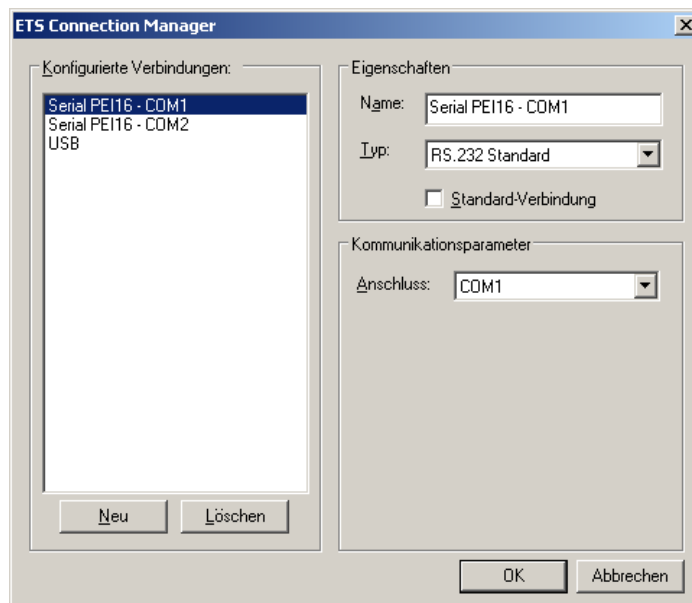 ETS Connection Manager
Konfigurierte Verbindungen:
Serial PEI16 - COM1
Serial PEI16 - COM2
USB
Neu
Löschen
Eigenschaften
Name: Serial PEI16 - COM1
Typ: RS.232 Standard
Standard-Verbindung
Kommunikationsparameter
Anschluss: COM1
OK
Abbrechen